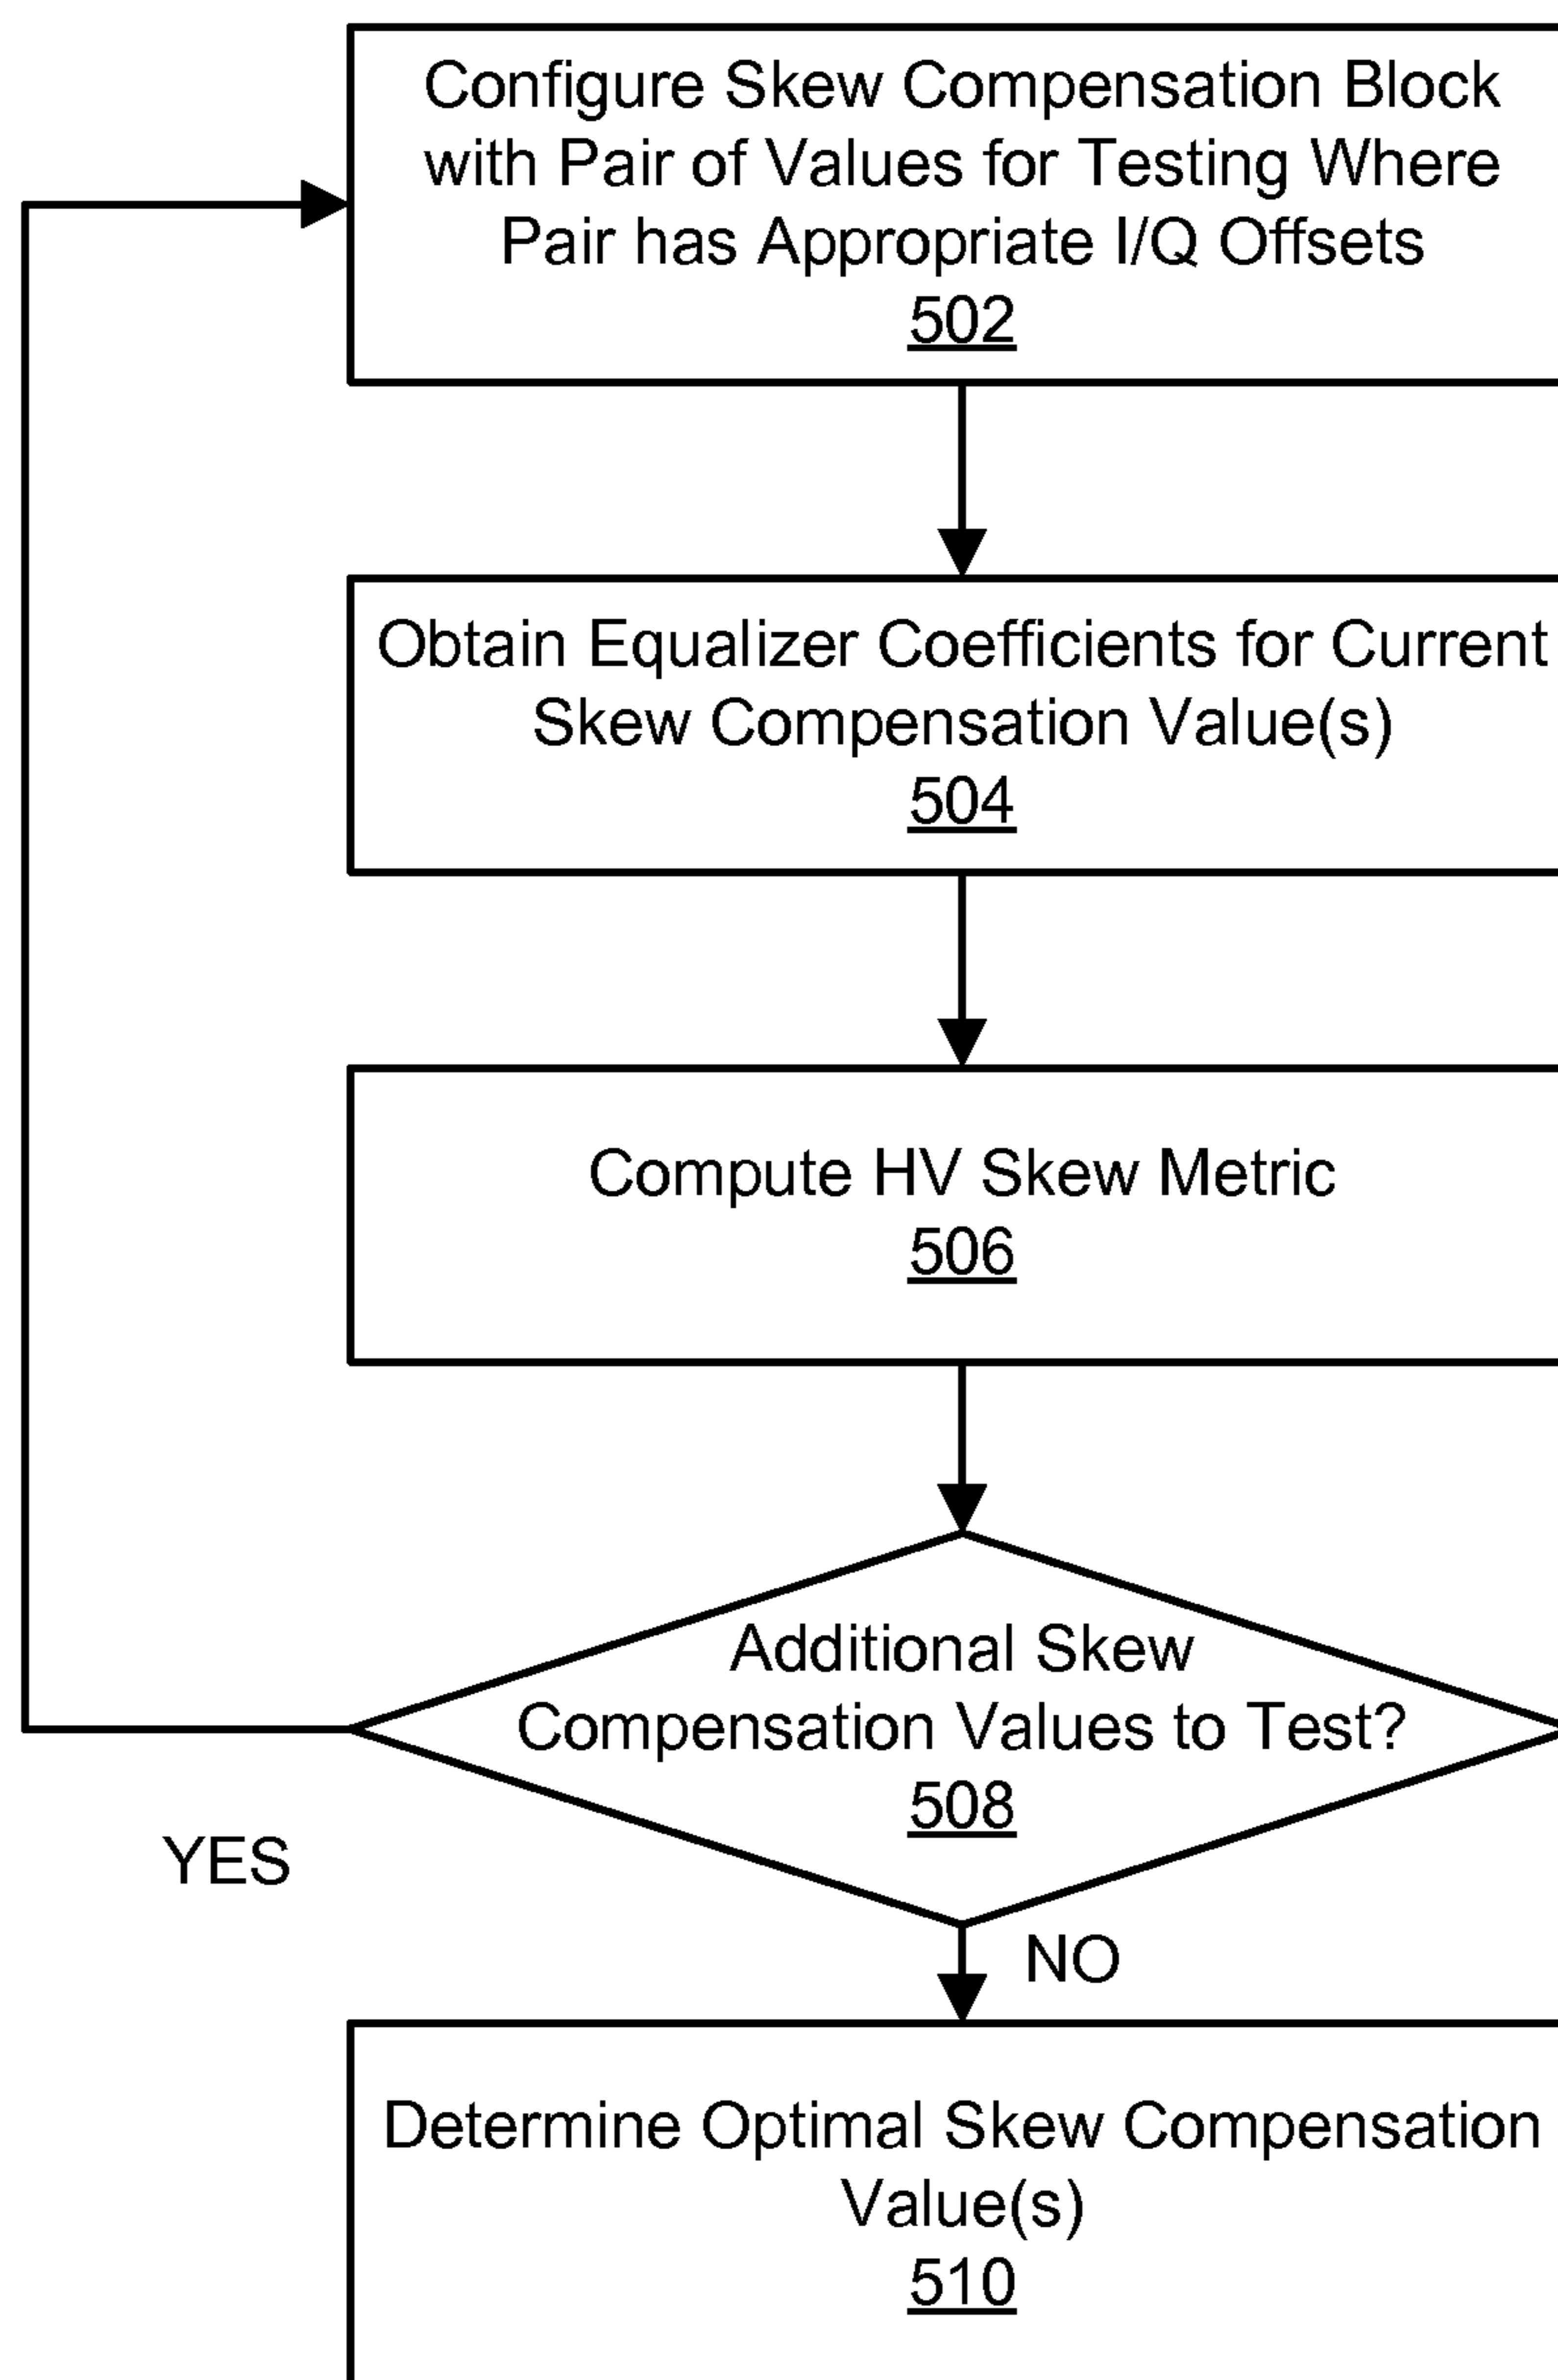 Configure Skew Compensation Block
with Pair of Values for Testing Where
Pair has Appropriate I/Q Offsets
502
Obtain Equalizer Coefficients for Current
Skew Compensation Value(s)
504
Compute HV Skew Metric
506
Additional Skew
Compensation Values to Test?
508
YES
NO
Determine Optimal Skew Compensation
Value(s)
510